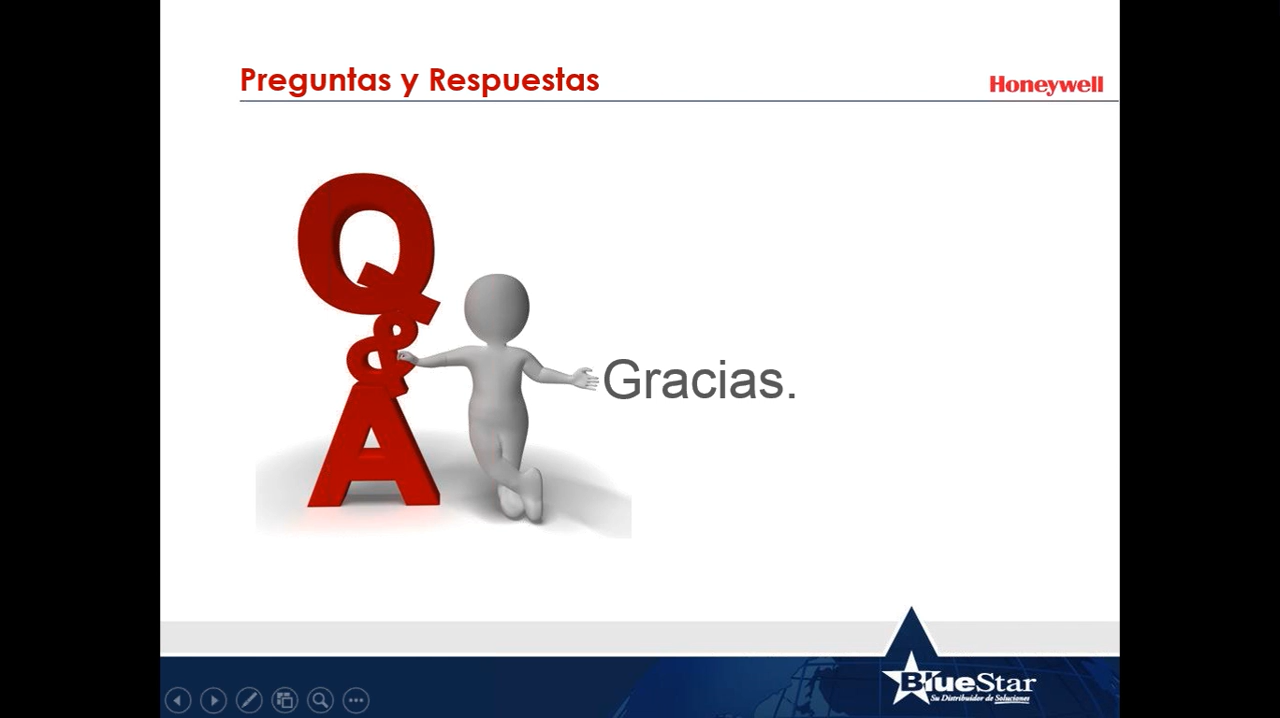 Preguntas y Respuestas
Honeywell
Q
&
A
Gracias.
BlueStar
Su Distribuidor de Soluciones